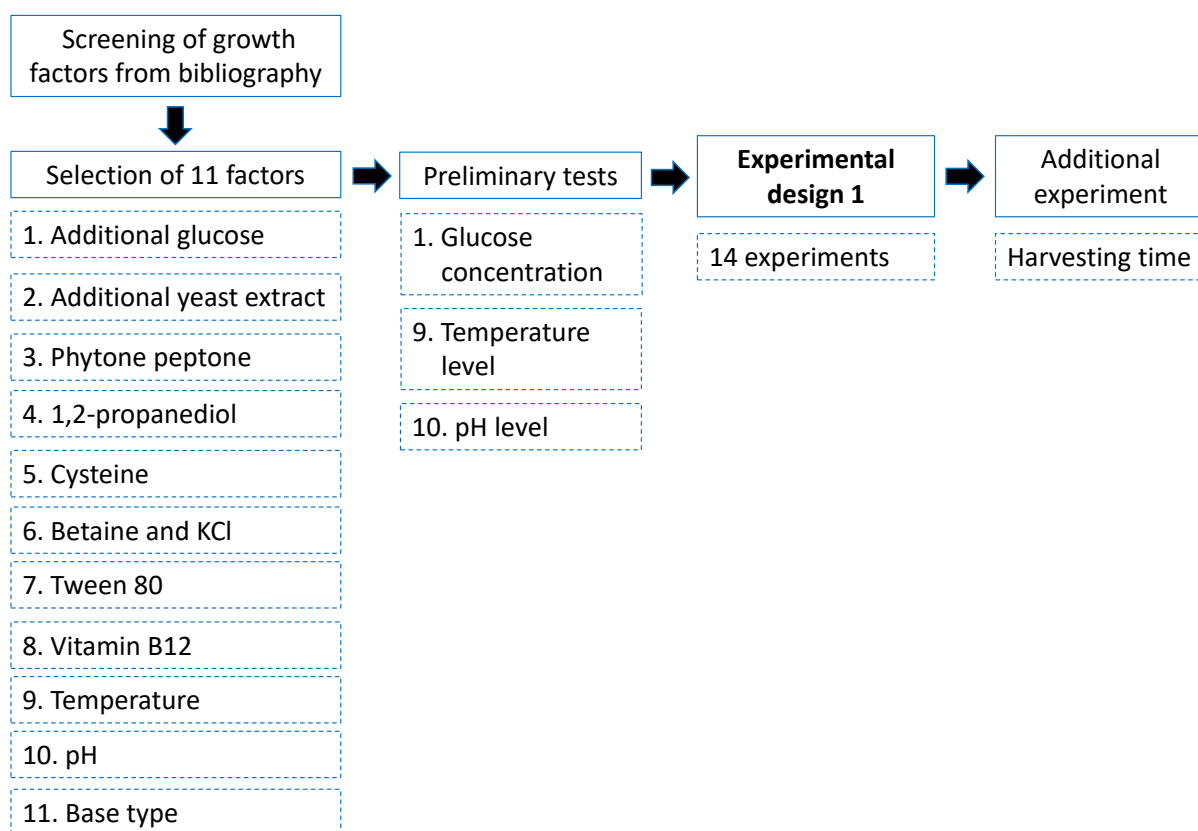 Screening of growth
factors from bibliography
Selection of 11 factors
1. Additional glucose
2. Additional yeast extract
3. Phytone peptone
4. 1,2-propanediol
5. Cysteine
6. Betaine and KCl
7. Tween 80
8. Vitamin B12
9. Temperature
10. pH
11. Base type
Preliminary tests
1. Glucose
concentration
9. Temperature
level
10. pH level
Experimental
design 1
14 experiments
Additional
experiment
Harvesting time